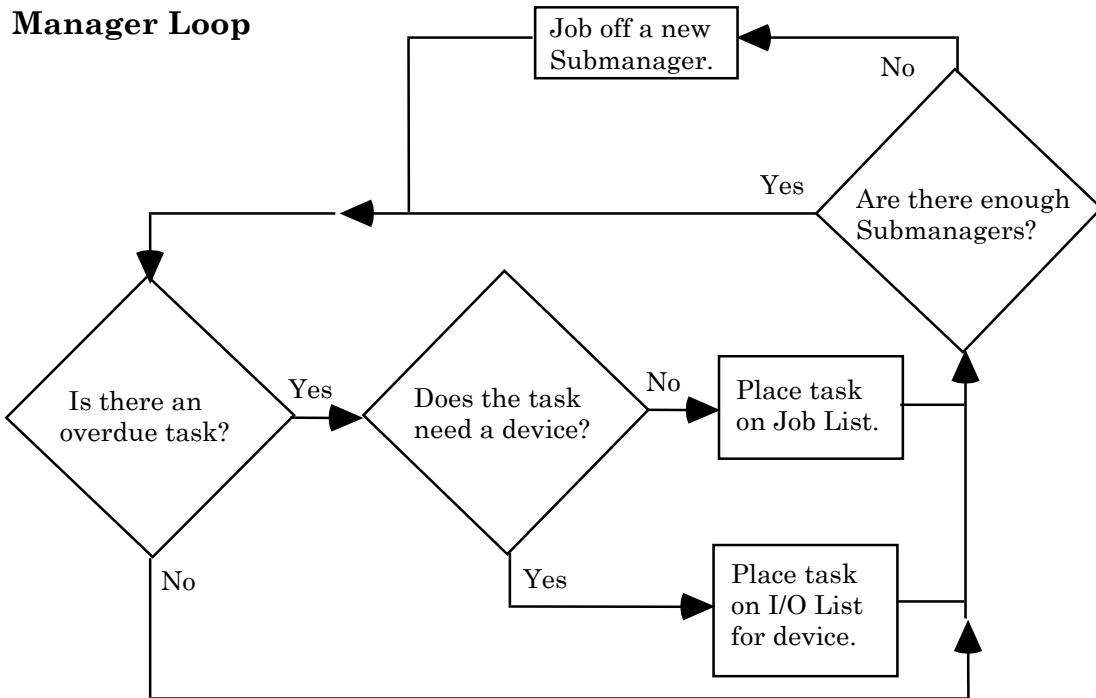 Manager Loop
Job off a new
Submanager.
No
Yes
Are there enough
Submanagers?
Is there an
overdue task?
Yes
Does the task
need a device?
No
Place task
on Job List.
No
Yes
Place task
on I/O List
for device.